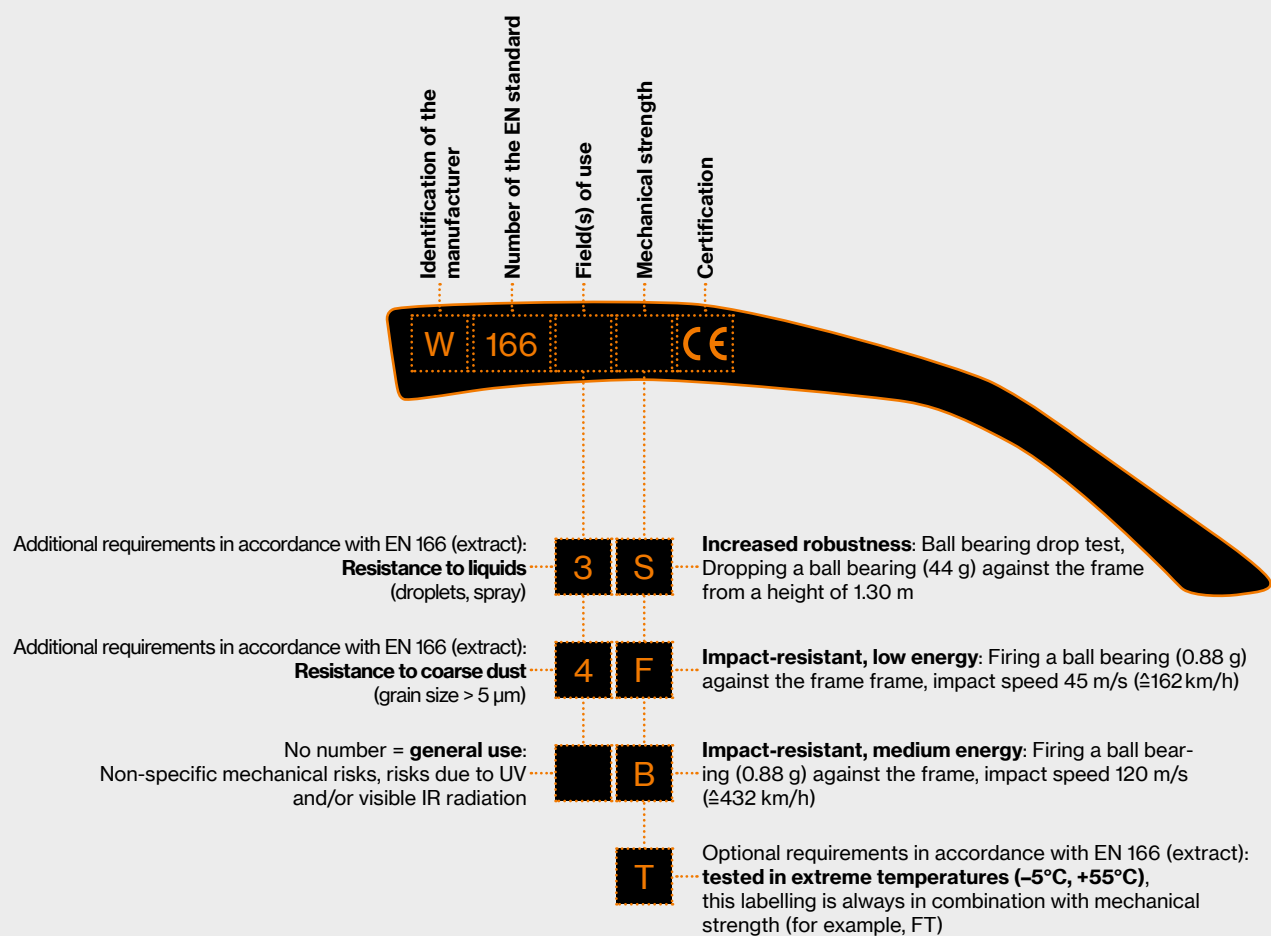 Identification of the
manufacturer
Number of the EN standard
Field(s) of use
Mechanical strength
Certification
W 166 CE
Additional requirements in accordance with EN 166 (extract):
Resistance to liquids
(droplets, spray)
3 S
Increased robustness: Ball bearing drop test,
Dropping a ball bearing (44 g) against the frame
from a height of 1.30 m
Additional requirements in accordance with EN 166 (extract):
Resistance to coarse dust
(grain size > 5 µm)
4 F
Impact-resistant, low energy: Firing a ball bearing (0.88 g)
against the frame frame, impact speed 45 m/s (≙162 km/h)
No number = general use:
Non-specific mechanical risks, risks due to UV
and/or visible IR radiation
B
Impact-resistant, medium energy: Firing a ball bear-
ing (0.88 g) against the frame, impact speed 120 m/s
(≙432 km/h)
T
Optional requirements in accordance with EN 166 (extract):
tested in extreme temperatures (–5°C, +55°C),
this labelling is always in combination with mechanical
strength (for example, FT)